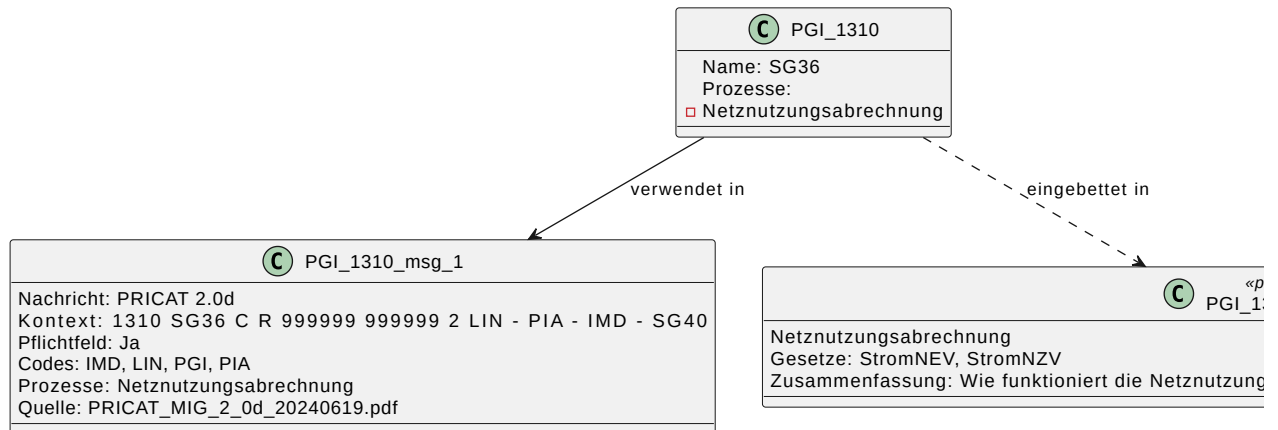 C PGI_1310
Name: SG36
Prozesse:
Netznutzungsabrechnung
verwendet in
eingebettet in
C PGI_1310_msg_1
Nachricht: PRICAT 2.0d
Kontext: 1310 SG36 C R 999999 999999 2 LIN - PIA - IMD - SG40
Pflichtfeld: Ja
Codes: IMD, LIN, PGI, PIA
Prozesse: Netznutzungsabrechnung
Quelle: PRICAT_MIG_2_0d_20240619.pdf
«p
C PGI_13
Netznutzungsabrechnung
Gesetze: StromNEV, StromNZV
Zusammenfassung: Wie funktioniert die Netznutzung